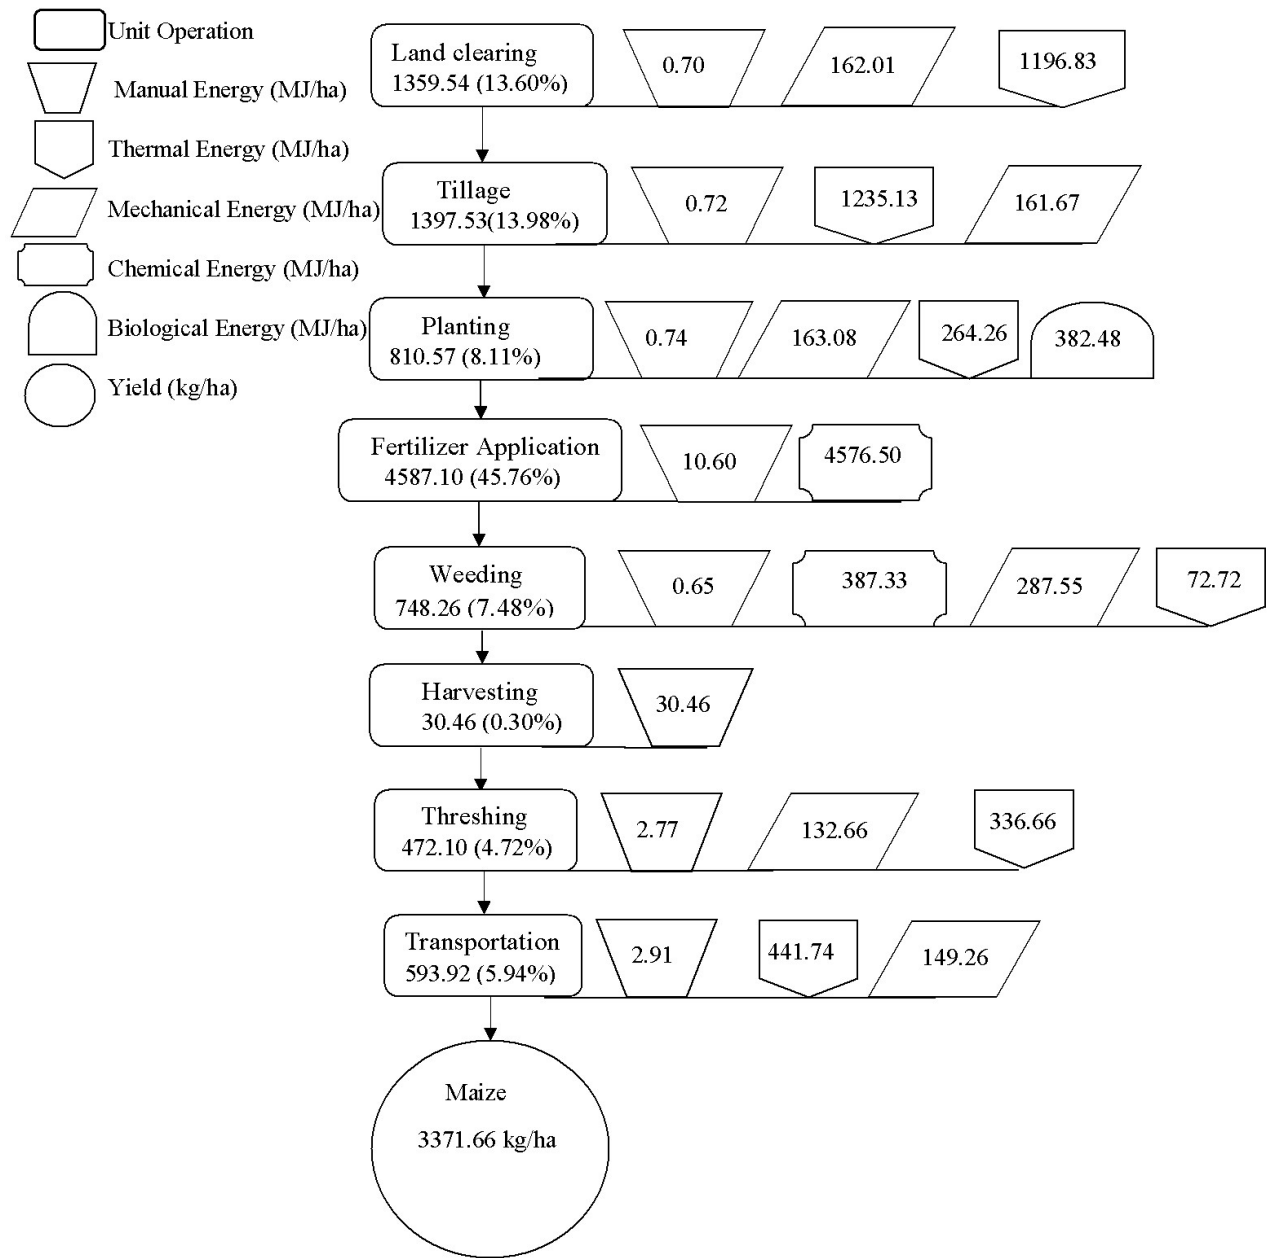 Unit Operation
Manual Energy (MJ/ha)
Thermal Energy (MJ/ha)
Mechanical Energy (MJ/ha)
Chemical Energy (MJ/ha)
Biological Energy (MJ/ha)
Yield (kg/ha)
Land clearing
1359.54 (13.60%)
0.70
162.01
1196.83
Tillage
1397.53(13.98%)
0.72
1235.13
161.67
Planting
810.57 (8.11%)
0.74
163.08
264.26
382.48
Fertilizer Application
4587.10 (45.76%)
10.60
4576.50
Weeding
748.26 (7.48%)
0.65
387.33
287.55
72.72
Harvesting
30.46 (0.30%)
30.46
Threshing
472.10 (4.72%)
2.77
132.66
336.66
Transportation
593.92 (5.94%)
2.91
441.74
149.26
Maize
3371.66 kg/ha